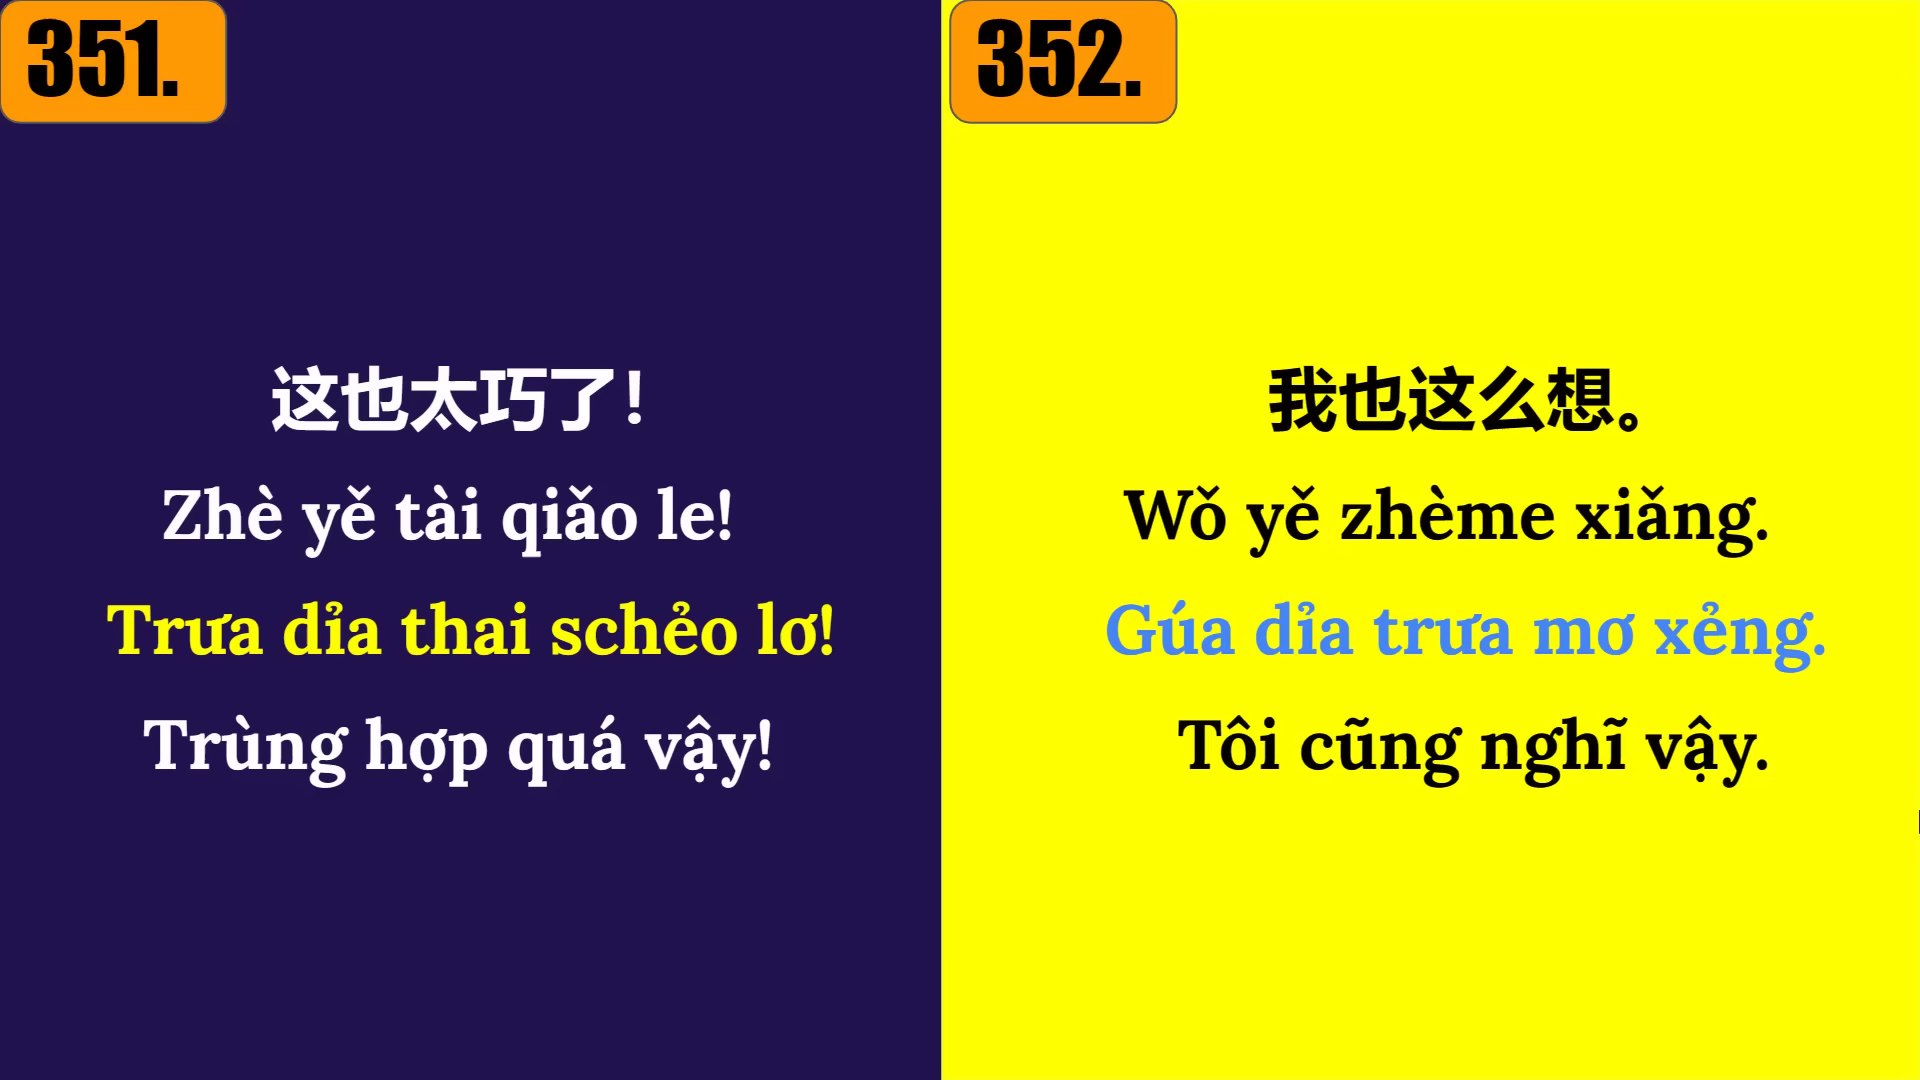 351.
这也太巧了！
Zhè yě tài qiǎo le!
Trưa dỉa thai schẻo lơ!
Trùng hợp quá vậy!
352.
我也这么想。
Wǒ yě zhème xiǎng.
Gúa dỉa trưa mơ xẻng.
Tôi cũng nghĩ vậy.